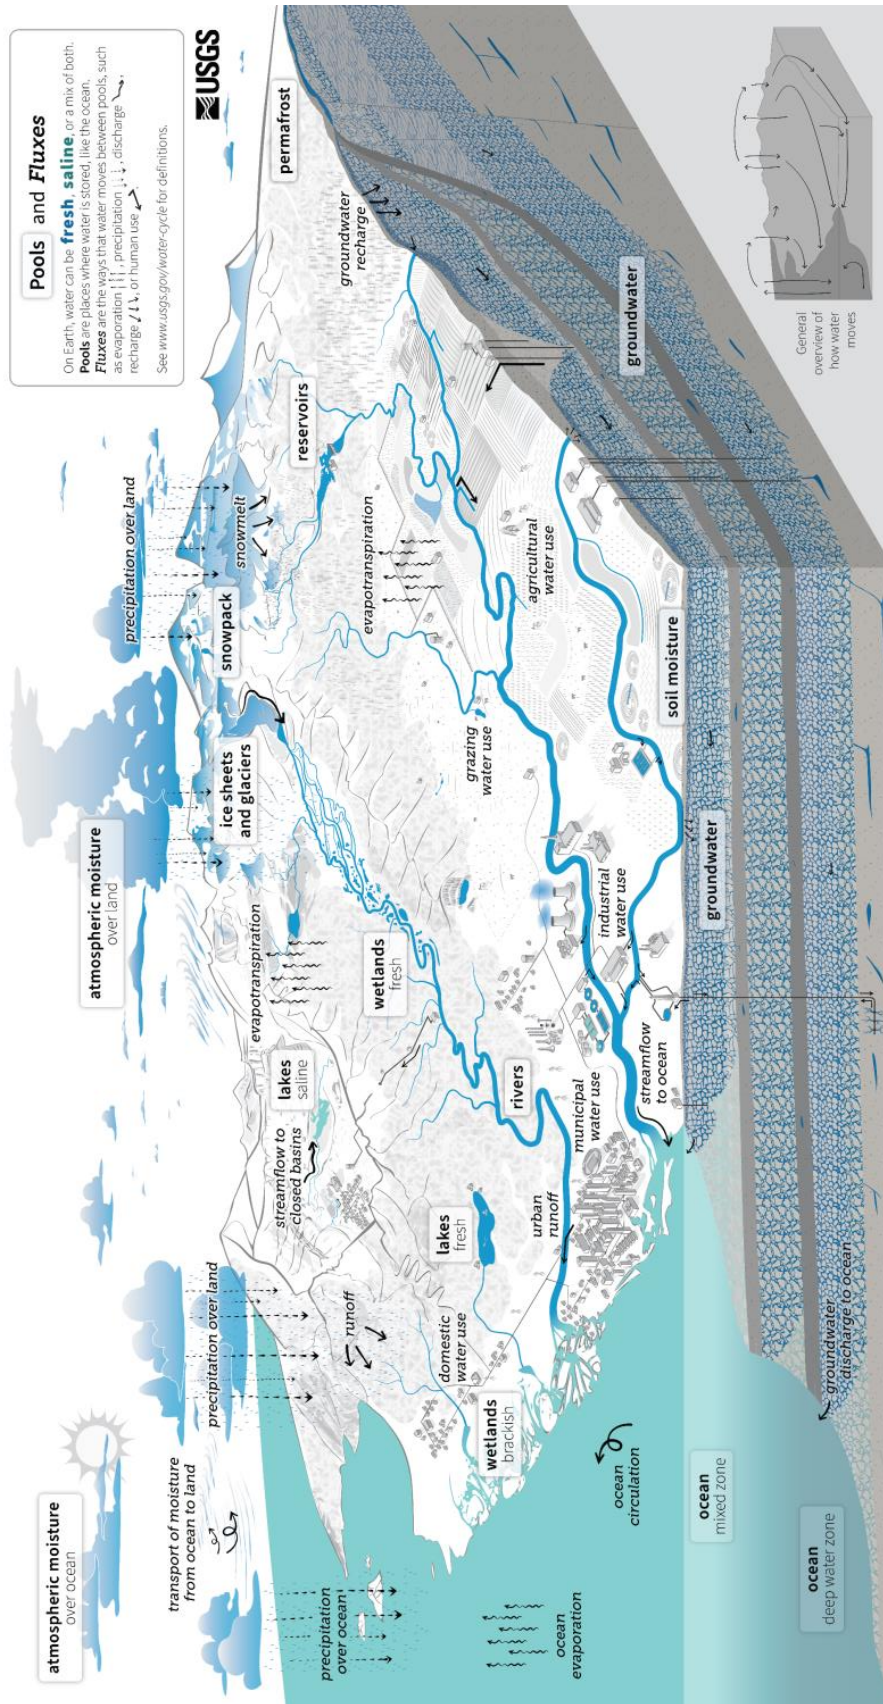 Pools and Fluxes
On Earth, water can be fresh, saline, or a mix of both.
Pools are places where water is stored, like the ocean.
Fluxes are the ways that water moves between pools, such
as evaporation, precipitation, discharge,
recharge, or human use.
See www.usgs.gov/water-cycle for definitions.
USGS
atmospheric moisture
over ocean
transport of moisture
from ocean to land
precipitation over land
atmospheric moisture
over land
precipitation over land
precipitation
over ocean
runoff
streamflow to
closed basins
lakes
saline
evapotranspiration
ice sheets
and glaciers
snowpack
snowmelt
reservoirs
permafrost
groundwater
recharge
domestic
water use
lakes
fresh
wetlands
fresh
evapotranspiration
wetlands
brackish
rivers
grazing
water use
agricultural
water use
ocean
evaporation
ocean
circulation
urban
runoff
municipal
water use
industrial
water use
streamflow
to ocean
soil moisture
groundwater
groundwater
ocean
mixed zone
ocean
deep water zone
groundwater
discharge to ocean
General
overview of
how water
moves